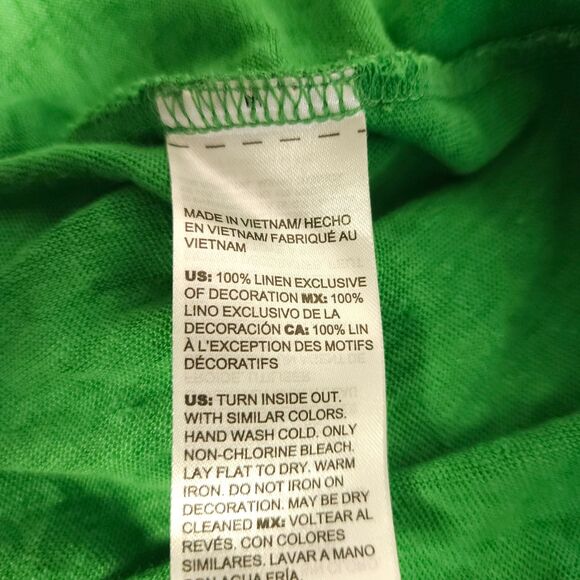 MADE IN VIETNAM/ HECHO
EN VIETNAM/ FABRIQUÉ AU
VIETNAM
US: 100% LINEN EXCLUSIVE
OF DECORATION MX: 100%
LINO EXCLUSIVO DE LA
DECORACIÓN CA: 100% LIN
À L'EXCEPTION DES MOTIFS
DÉCORATIFS
US: TURN INSIDE OUT.
WITH SIMILAR COLORS.
HAND WASH COLD. ONLY
NON-CHLORINE BLEACH.
LAY FLAT TO DRY. WARM
IRON. DO NOT IRON ON
DECORATION. MAY BE DRY
CLEANED MX: VOLTEAR AL
REVÉS. CON COLORES
SIMILARES. LAVAR A MANO
CON AGUA FRÍA.